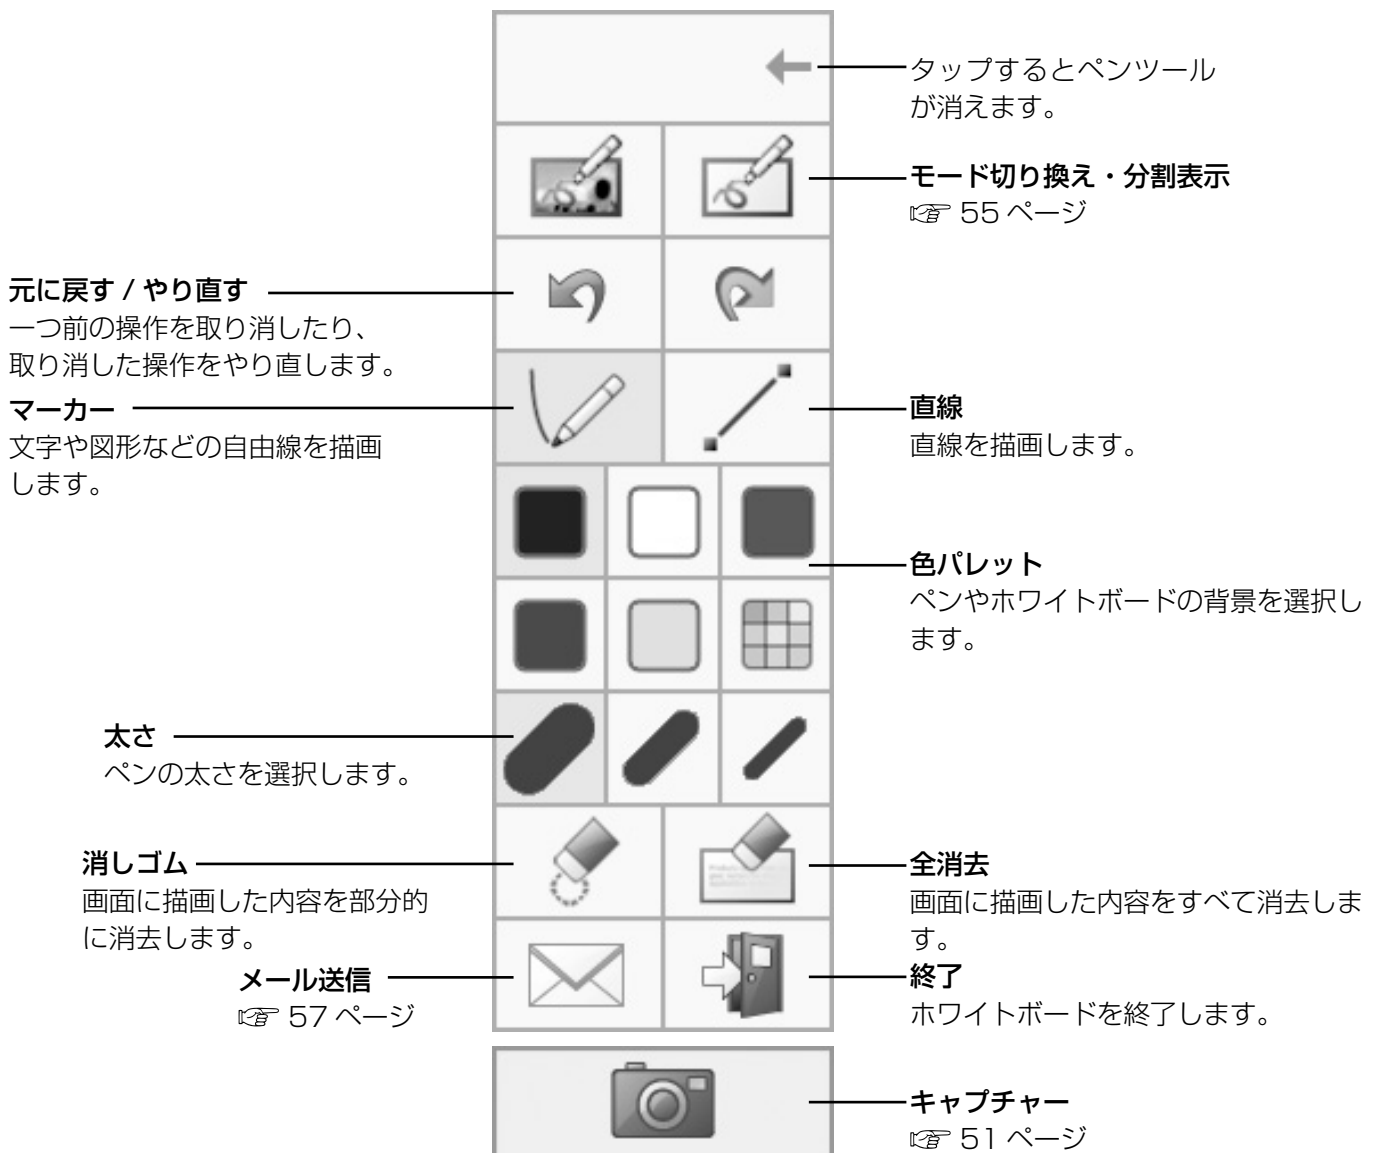 タップするとペンツール
が消えます。
モード切り換え・分割表示
☞ 55 ページ
元に戻す / やり直す
一つ前の操作を取り消したり、
取り消した操作をやり直します。
マーカー
文字や図形などの自由線を描画
します。
直線
直線を描画します。
色パレット
ペンやホワイトボードの背景を選択し
ます。
太さ
ペンの太さを選択します。
消しゴム
画面に描画した内容を部分的
に消去します。
全消去
画面に描画した内容をすべて消去しま
す。
メール送信
☞ 57 ページ
終了
ホワイトボードを終了します。
キャプチャー
☞ 51 ページ